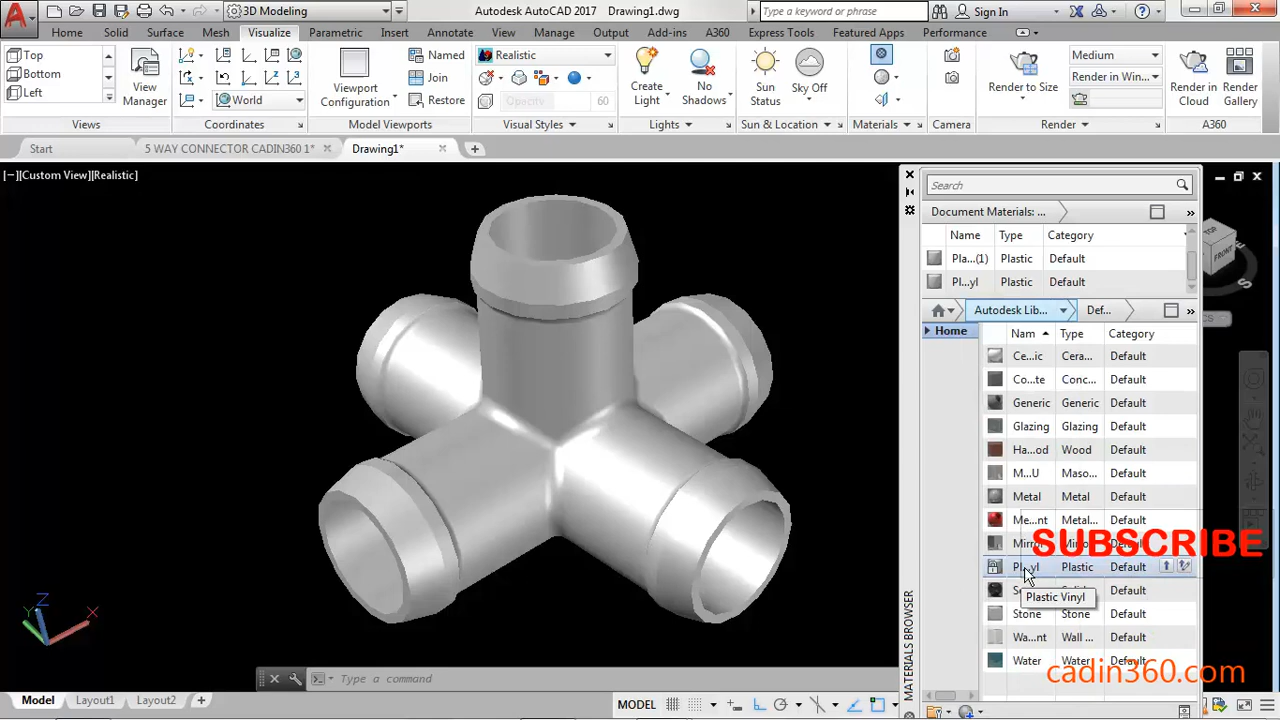 3D Modeling
Autodesk AutoCAD 2017 Drawing1.dwg
Type a keyword or phrase
Sign In
Home Solid Surface Mesh Visualize Parametric Insert Annotate View Manage Output Add-ins A360 Express Tools Featured Apps Performance
Top
Bottom
Left
View
Manager
World
Viewport
Configuration
Named
Join
Restore
Realistic
Opacity 60
Create
Light
No
Shadows
Sun
Status
Sky Off
Render to Size
Medium
Render in Win...
Render in
Cloud
Render
Gallery
Views Coordinates Model Viewports Visual Styles Lights Sun & Location Materials Camera Render A360
Start 5 WAY CONNECTOR CADIN360 1* Drawing1*
[−][Custom View][Realistic]
Search
Document Materials: ...
Name Type Category
Pla...(1) Plastic Default
Pl...yl Plastic Default
Autodesk Lib... Def...
Home
Nam Type Category
Ce...ic Cera... Default
Co...te Conc... Default
Generic Generic Default
Glazing Glazing Default
Ha...od Wood Default
M...U Maso... Default
Metal Metal Default
Me...nt Metal... Default
SUBSCRIBE
Plastic Default
Default
Plastic Vinyl
Stone Stone Default
Wa...nt Wall ... Default
Water Water Default
cadin360.com
MATERIALS BROWSER
TOP
FRONT
S
Z
Y
X
Type a command
Model Layout1 Layout2
MODEL